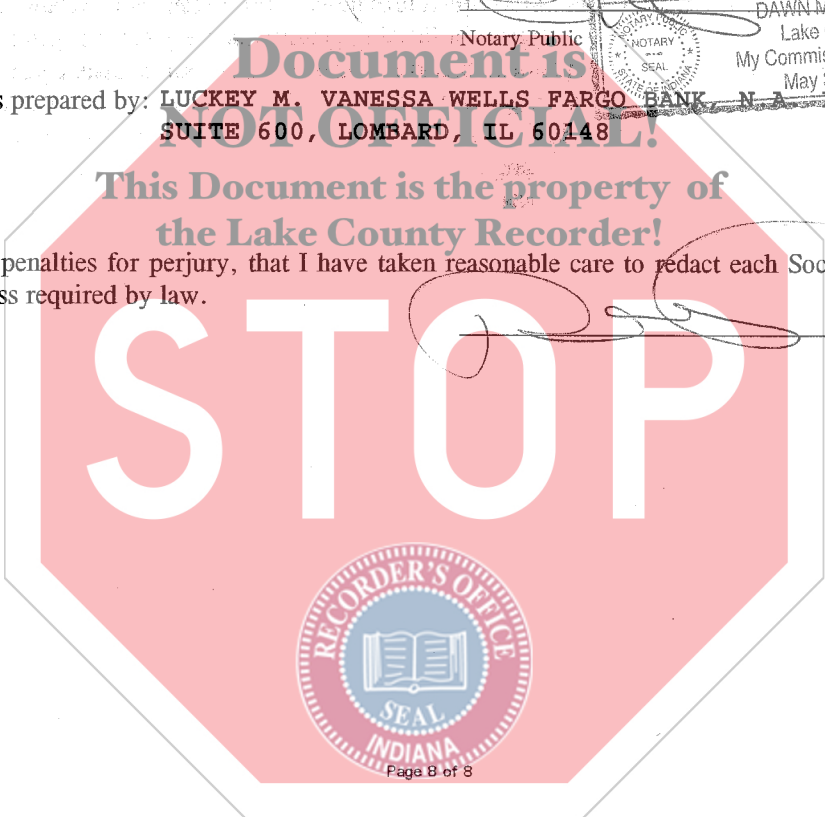 DAWN M
Notary Public
Lake
NOTARY PUBLIC
NOTARY
SEAL
STATE OF INDIANA
My Commis
May
Document is
s prepared by: LUCKEY M. VANESSA WELLS FARGO BANK, N.A.
NOT OFFICIAL!
SUITE 600, LOMBARD, IL 60148
This Document is the property of
the Lake County Recorder!
penalties for perjury, that I have taken reasonable care to redact each Soc
ss required by law.
STOP
RECORDER'S OFFICE
SEAL
INDIANA
Page 8 of 8